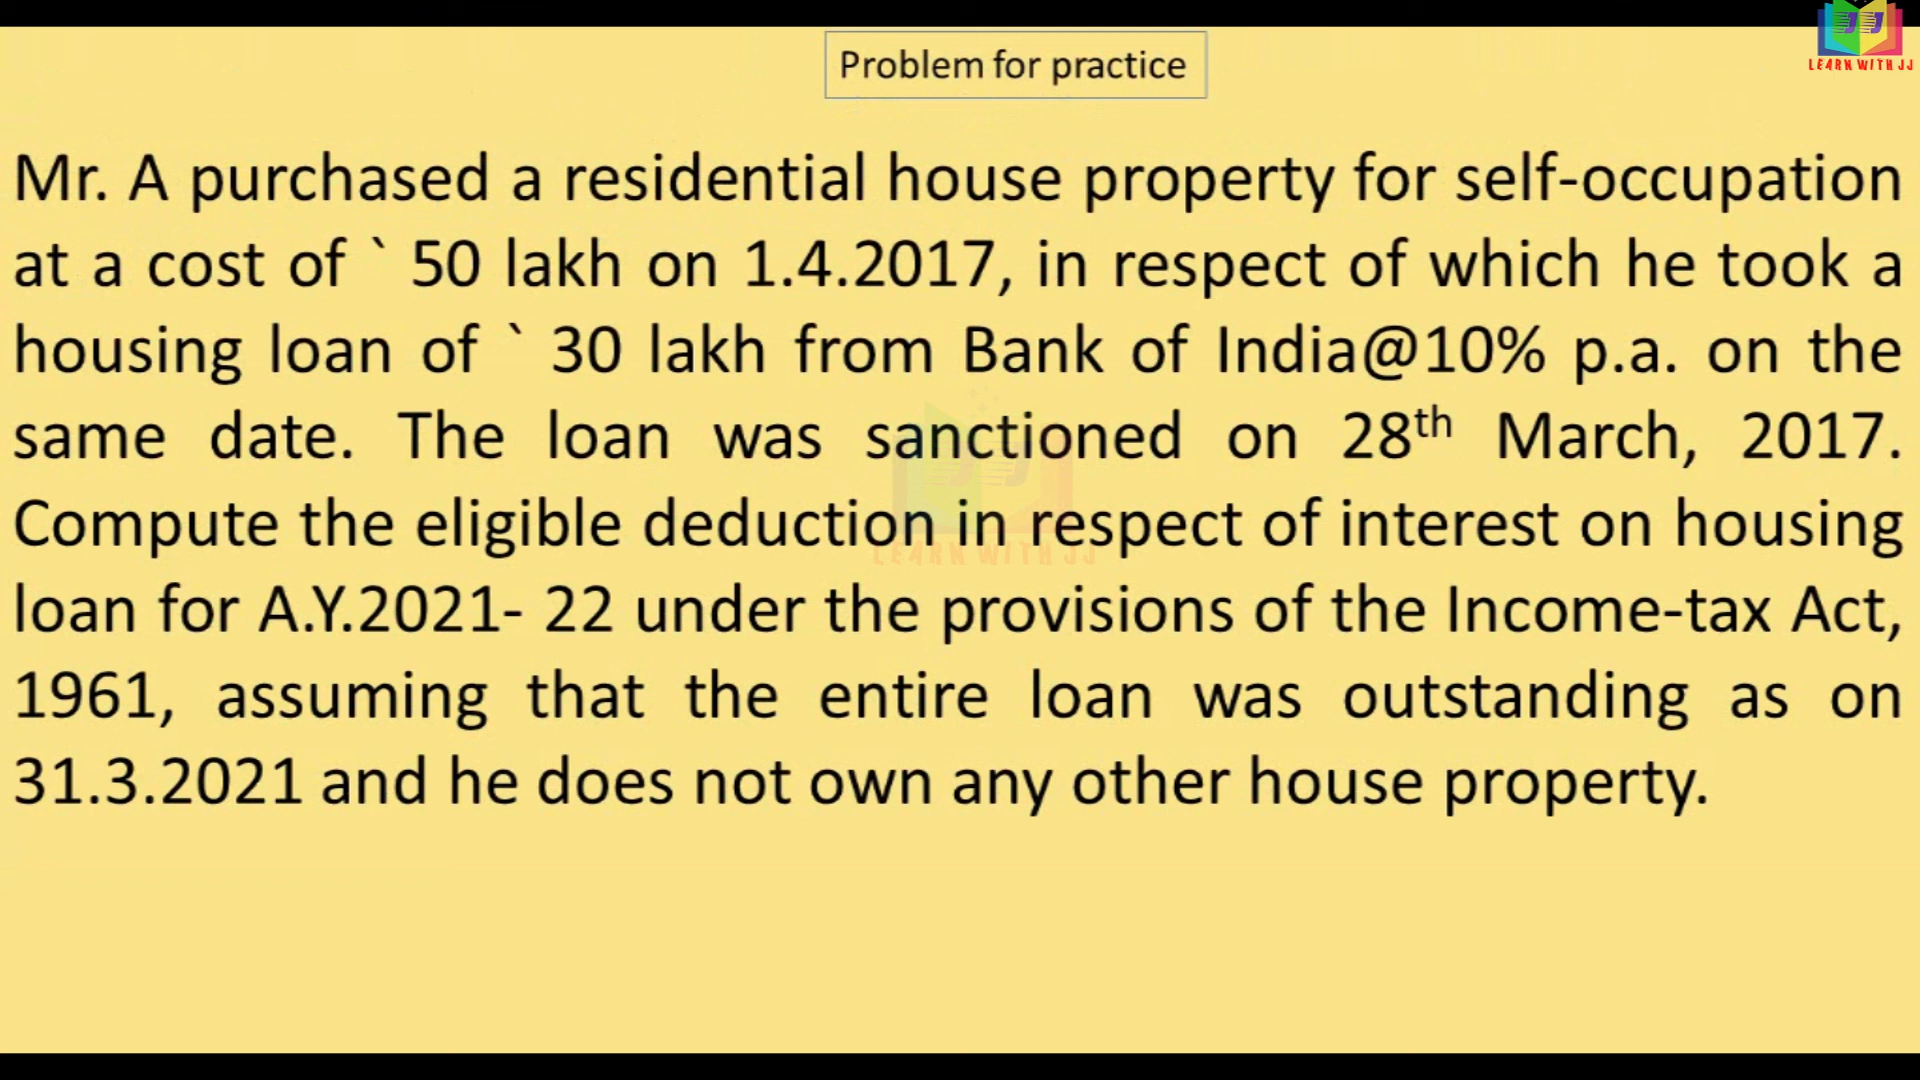 LEARN WITH JJ
Problem for practice
Mr. A purchased a residential house property for self-occupation
at a cost of ` 50 lakh on 1.4.2017, in respect of which he took a
housing loan of ` 30 lakh from Bank of India@10% p.a. on the
same date. The loan was sanctioned on 28th March, 2017.
Compute the eligible deduction in respect of interest on housing
loan for A.Y.2021- 22 under the provisions of the Income-tax Act,
1961, assuming that the entire loan was outstanding as on
31.3.2021 and he does not own any other house property.
LEARN WITH JJ